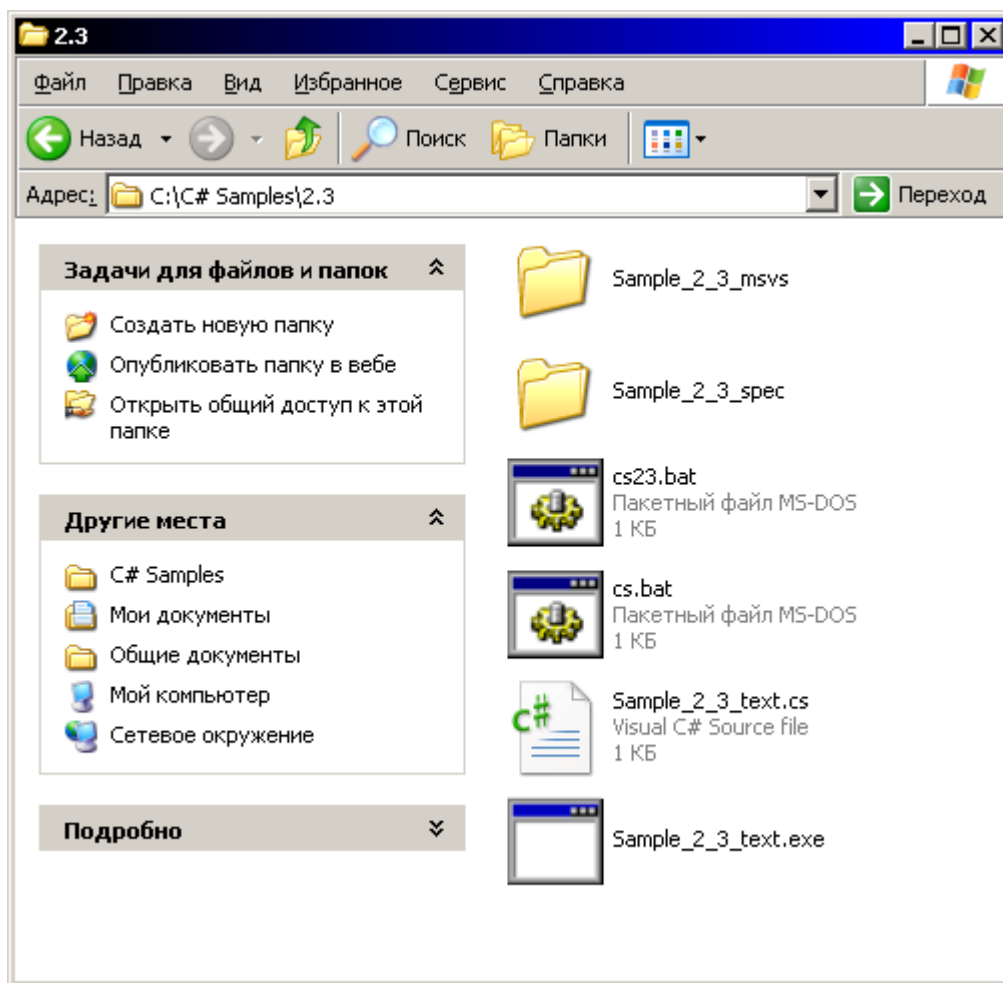 2.3
Файл Правка Вид Избранное Сервис Справка
Назад Поиск Папки
Адрес: C:\C# Samples\2.3 Переход
Задачи для файлов и папок
Создать новую папку
Опубликовать папку в вебе
Открыть общий доступ к этой
папке
Другие места
C# Samples
Мои документы
Общие документы
Мой компьютер
Сетевое окружение
Подробно
Sample_2_3_msvs
Sample_2_3_spec
cs23.bat
Пакетный файл MS-DOS
1 КБ
cs.bat
Пакетный файл MS-DOS
1 КБ
C#
Sample_2_3_text.cs
Visual C# Source file
1 КБ
Sample_2_3_text.exe